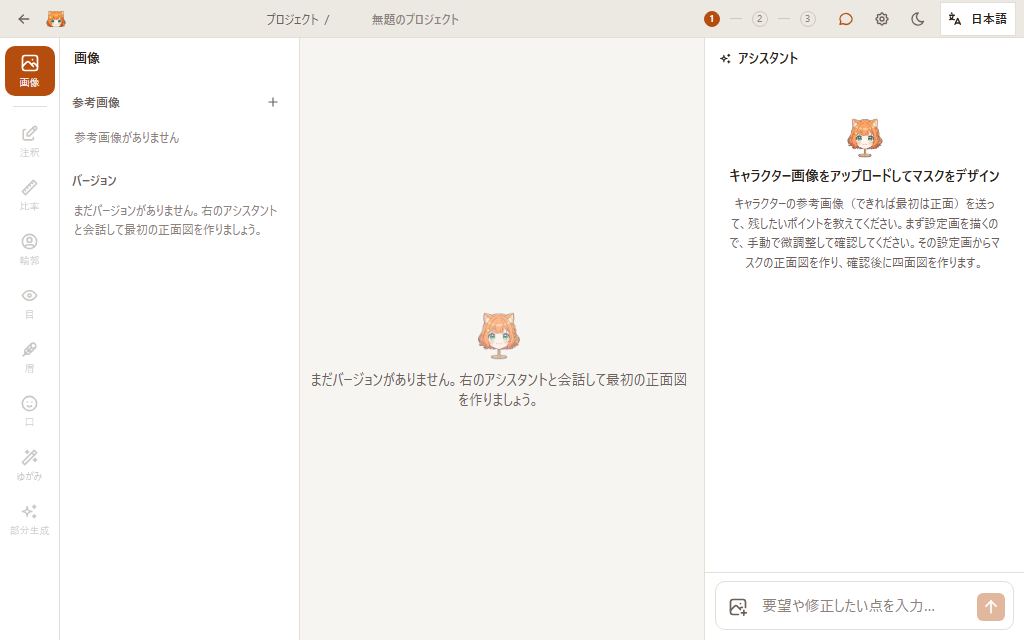 プロジェクト /
無題のプロジェクト
1
2
3
日本語
画像
注釈
比率
輪郭
目
眉
口
ゆがみ
部分生成
画像
参考画像
参考画像がありません
バージョン
まだバージョンがありません。右のアシスタント
と会話して最初の正面図を作りましょう。
まだバージョンがありません。右のアシスタントと会話して最初の正面図
を作りましょう。
アシスタント
キャラクター画像をアップロードしてマスクをデザイン
キャラクターの参考画像（できれば最初は正面）を送っ
て、残したいポイントを教えてください。まず設定画を描くの
で、手動で微調整して確認してください。その設定画からマ
スクの正面図を作り、確認後に四面図を作ります。
要望や修正したい点を入力...